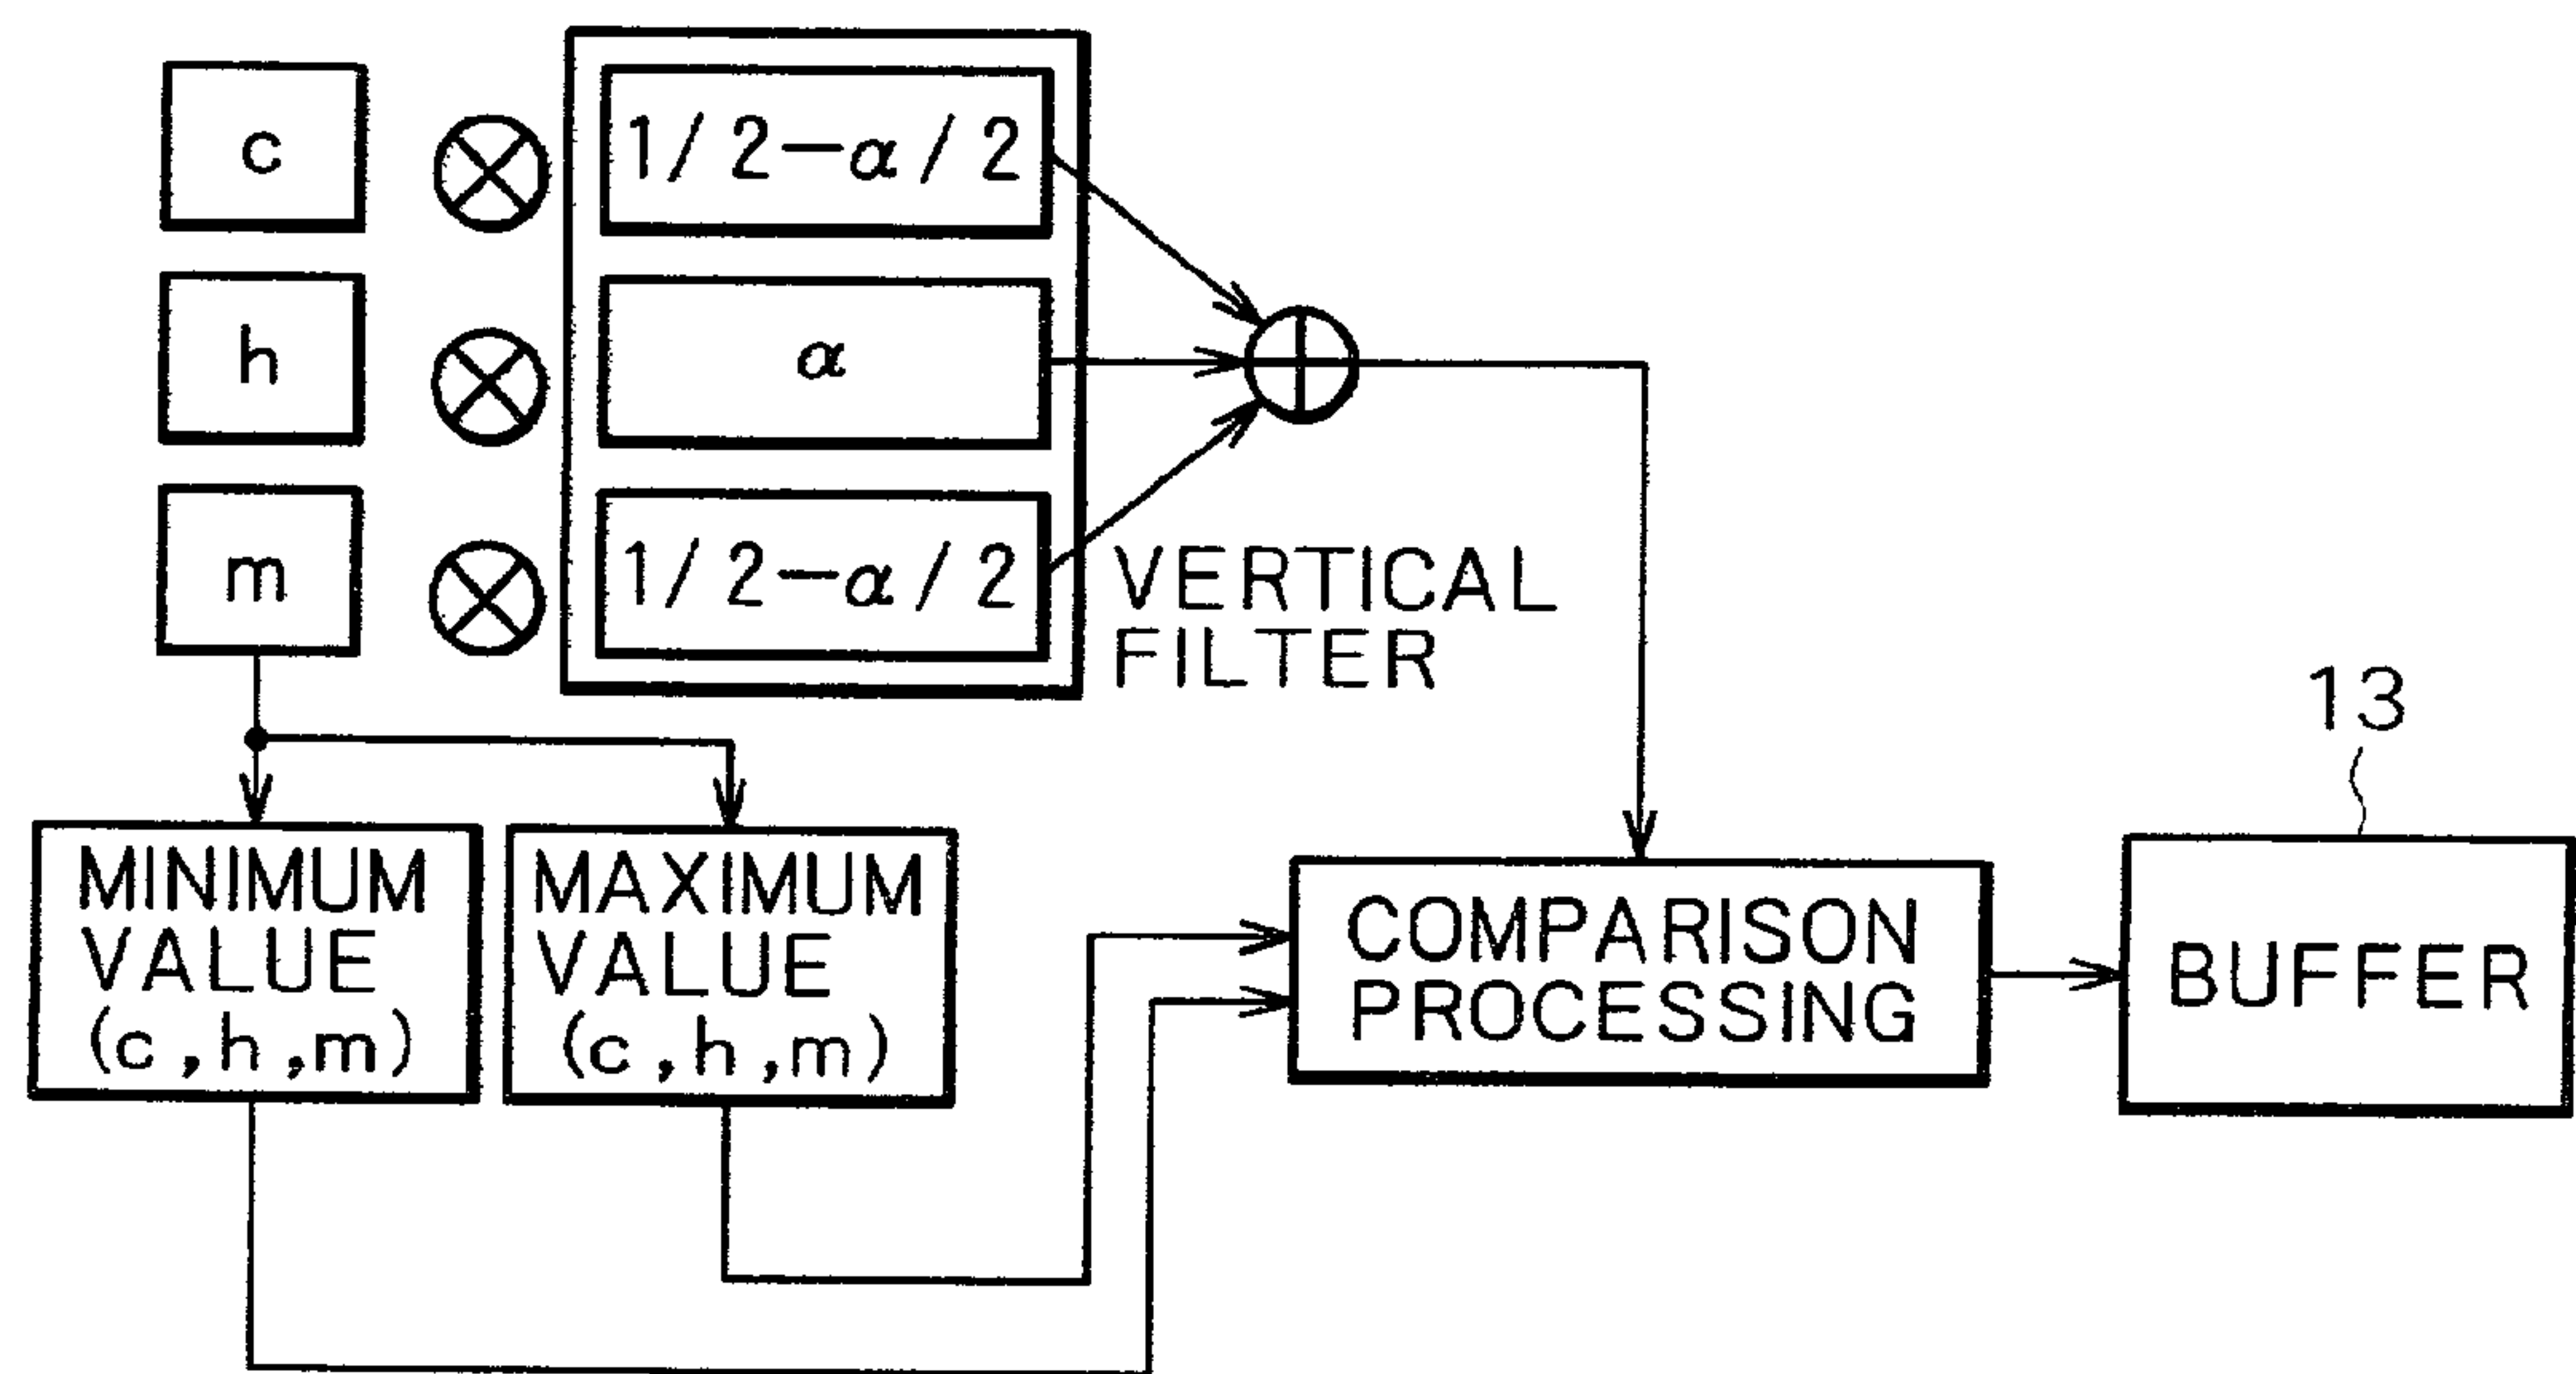 c
1/2−α/2
h
α
m
1/2−α/2
VERTICAL
FILTER
13
MINIMUM
VALUE
(c,h,m)
MAXIMUM
VALUE
(c,h,m)
COMPARISON
PROCESSING
BUFFER